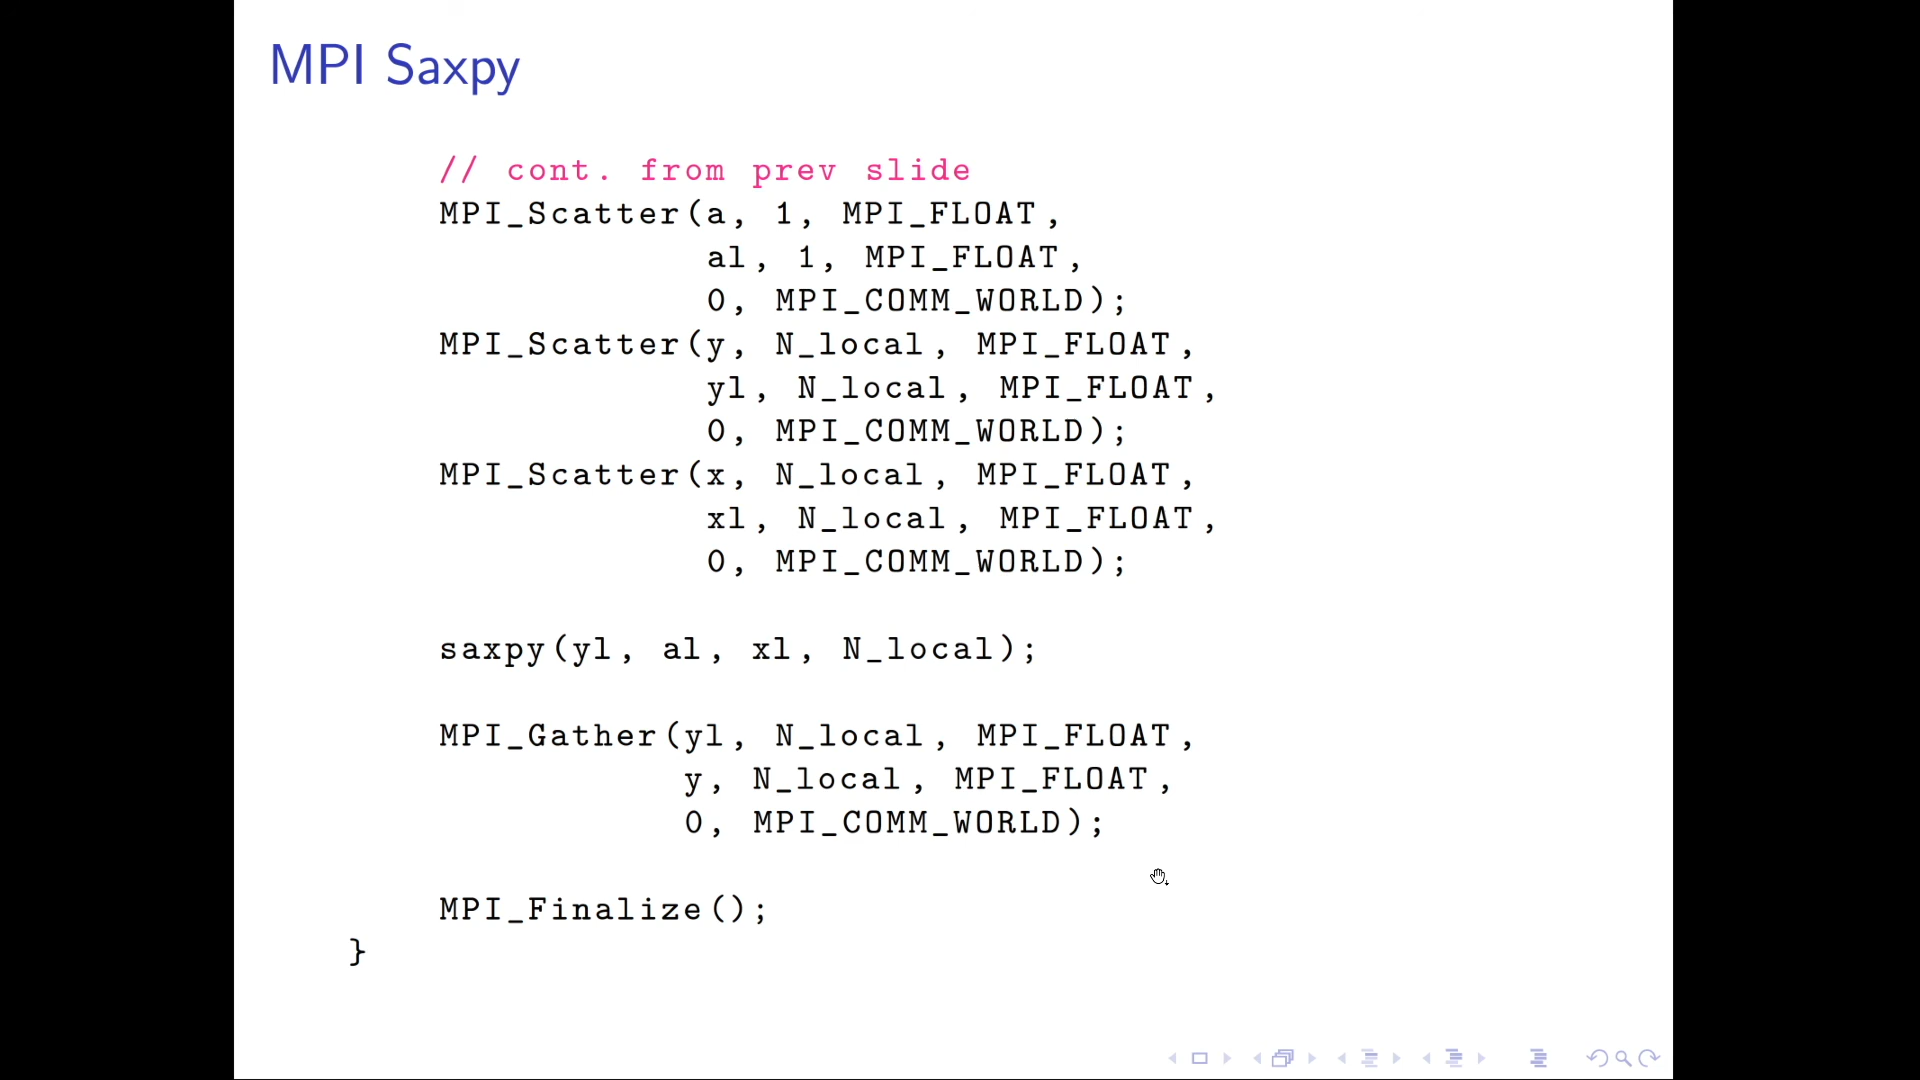 MPI Saxpy
// cont. from prev slide
MPI_Scatter(a, 1, MPI_FLOAT,
al, 1, MPI_FLOAT,
0, MPI_COMM_WORLD);
MPI_Scatter(y, N_local, MPI_FLOAT,
yl, N_local, MPI_FLOAT,
0, MPI_COMM_WORLD);
MPI_Scatter(x, N_local, MPI_FLOAT,
xl, N_local, MPI_FLOAT,
0, MPI_COMM_WORLD);
saxpy(yl, al, xl, N_local);
MPI_Gather(yl, N_local, MPI_FLOAT,
y, N_local, MPI_FLOAT,
0, MPI_COMM_WORLD);
MPI_Finalize();
}